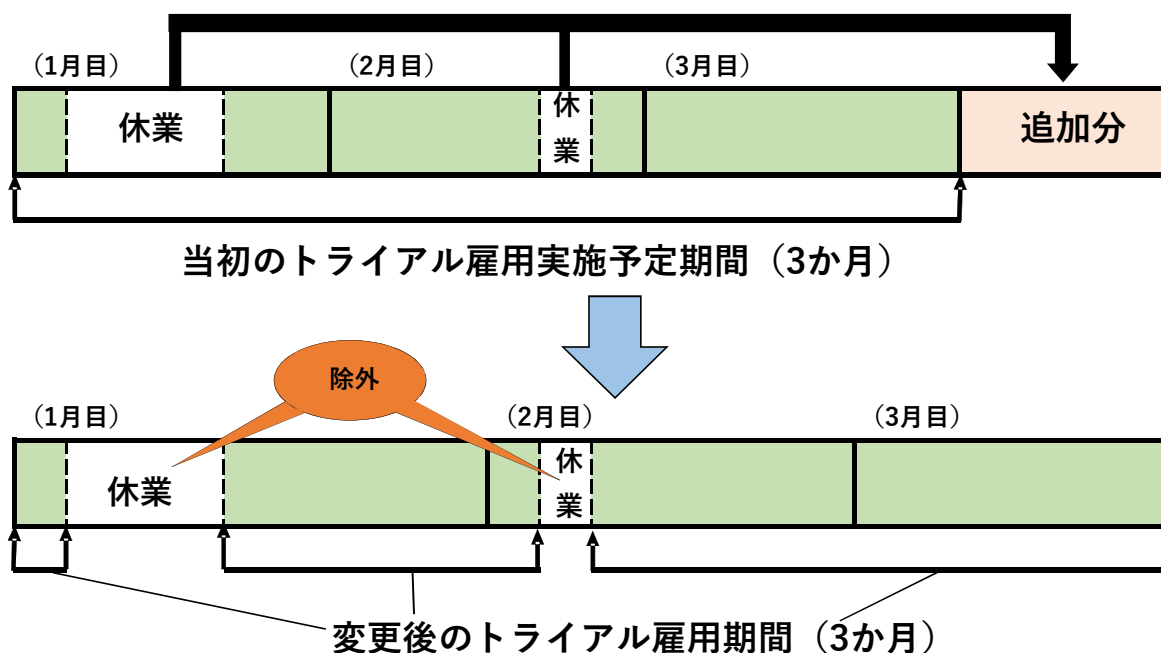 （1月目）
（2月目）
（3月目）
休業
休業
追加分
当初のトライアル雇用実施予定期間（3か月）
除外
（1月目）
（2月目）
（3月目）
休業
休業
変更後のトライアル雇用期間（3か月）